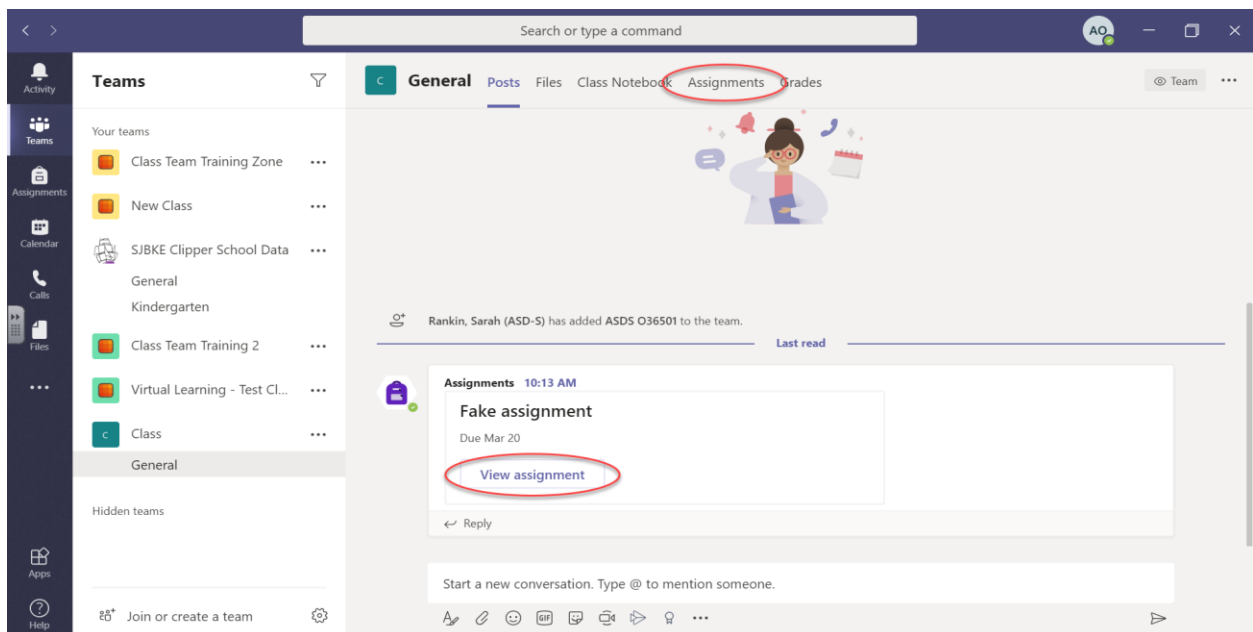 Search or type a command
AO
Activity
Teams
Assignments
Calendar
Calls
Files
Apps
Help
Teams
Your teams
Class Team Training Zone
New Class
SJBKE Clipper School Data
General
Kindergarten
Class Team Training 2
Virtual Learning - Test Cl...
C Class
General
Hidden teams
Join or create a team
C General Posts Files Class Notebook Assignments Grades
Team
Rankin, Sarah (ASD-S) has added ASDS O36501 to the team.
Last read
Assignments 10:13 AM
Fake assignment
Due Mar 20
View assignment
Reply
Start a new conversation. Type @ to mention someone.
GIF